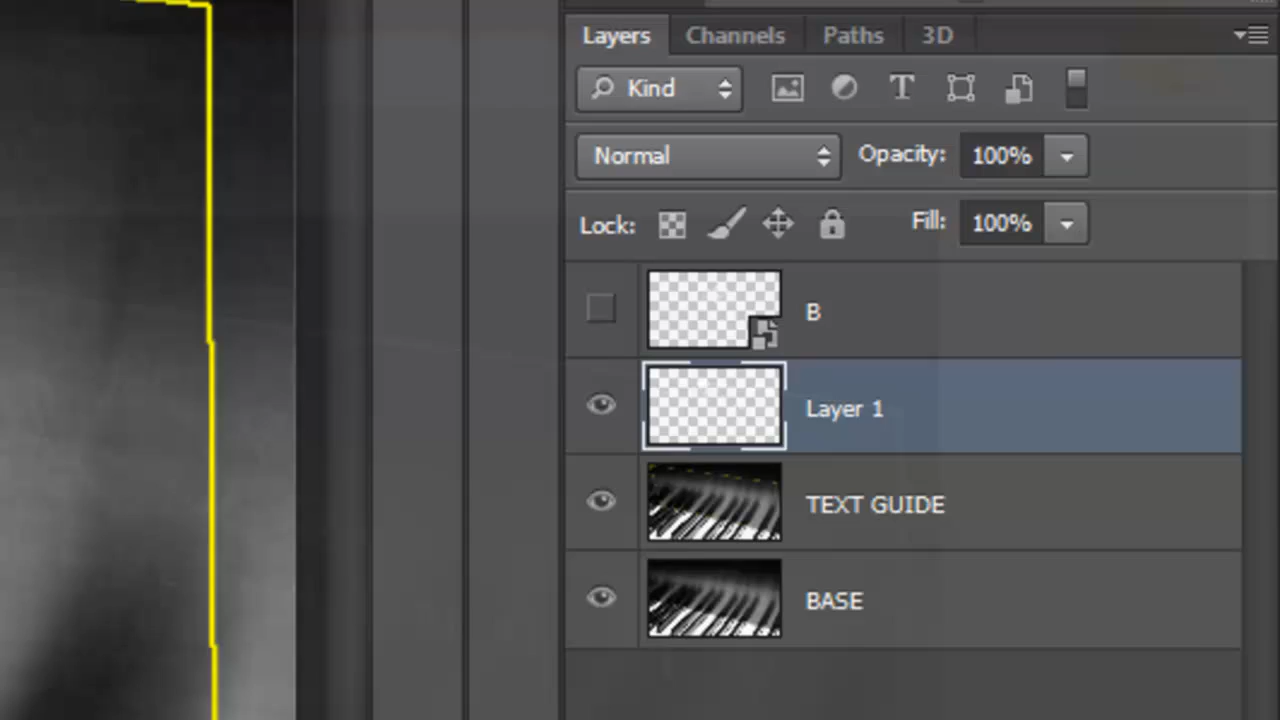 Layers Channels Paths 3D
Kind
Normal Opacity: 100%
Lock: Fill: 100%
B
Layer 1
TEXT GUIDE
BASE